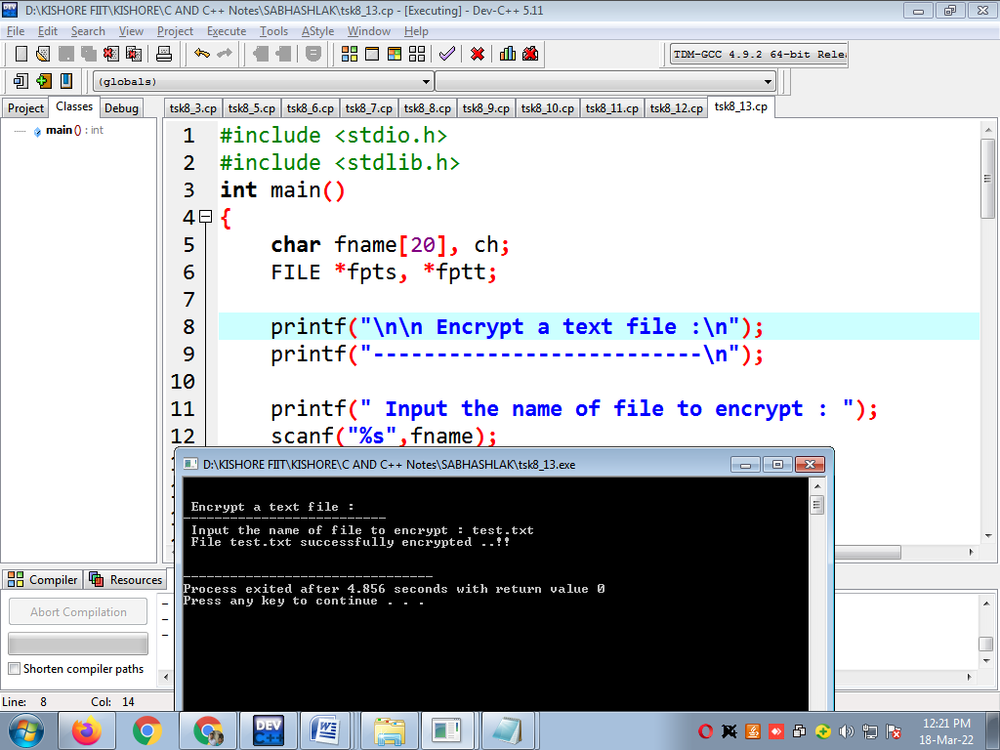 D:\KISHORE FIIT\KISHORE\C AND C++ Notes\SABHASHLAK\tsk8_13.cp - [Executing] - Dev-C++ 5.11
File Edit Search View Project Execute Tools AStyle Window Help
TDM-GCC 4.9.2 64-bit Rele
(globals)
Project Classes Debug
tsk8_3.cp tsk8_5.cp tsk8_6.cp tsk8_7.cp tsk8_8.cp tsk8_9.cp tsk8_10.cp tsk8_11.cp tsk8_12.cp tsk8_13.cp
main () : int
1 #include <stdio.h>
2 #include <stdlib.h>
3 int main()
4 {
5 char fname[20], ch;
6 FILE *fpts, *fptt;
7
8 printf("\n\n Encrypt a text file :\n");
9 printf("--------------------------\n");
10
11 printf(" Input the name of file to encrypt : ");
12 scanf("%s",fname);
D:\KISHORE FIIT\KISHORE\C AND C++ Notes\SABHASHLAK\tsk8_13.exe
Encrypt a text file :
--------------------------
Input the name of file to encrypt : test.txt
File test.txt successfully encrypted ..!!
--------------------------------
Process exited after 4.856 seconds with return value 0
Press any key to continue . . .
Compiler Resources
Abort Compilation
Shorten compiler paths
Line: 8 Col: 14
DEV C++
12:21 PM
18-Mar-22